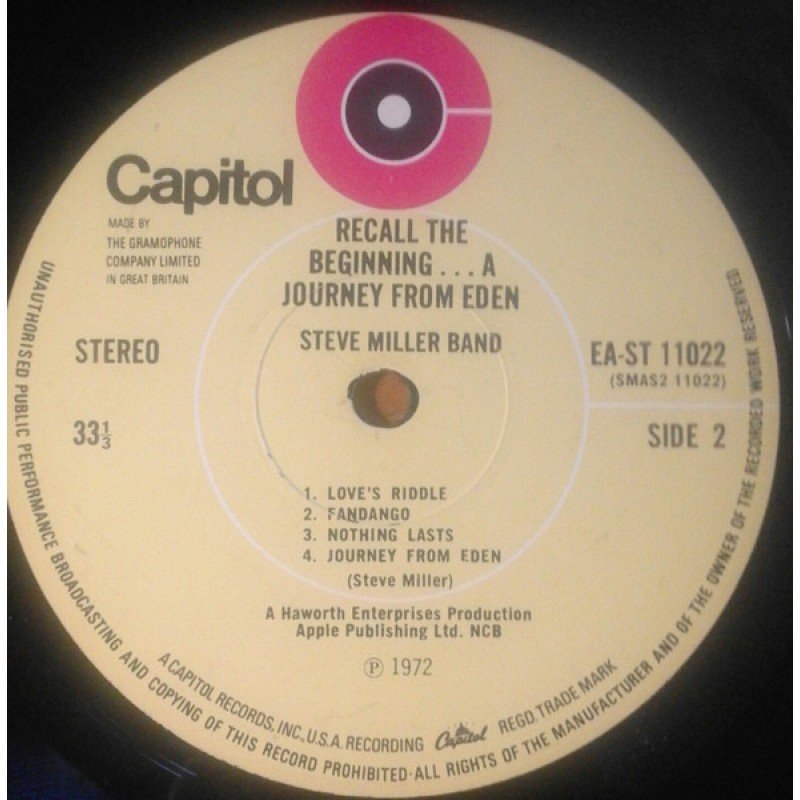 Capitol
MADE BY
THE GRAMOPHONE
COMPANY LIMITED
IN GREAT BRITAIN
RECALL THE
BEGINNING...A
JOURNEY FROM EDEN
STEVE MILLER BAND
STEREO
33⅓
EA-ST 11022
(SMAS2 11022)
SIDE 2
1. LOVE'S RIDDLE
2. FANDANGO
3. NOTHING LASTS
4. JOURNEY FROM EDEN
(Steve Miller)
A Haworth Enterprises Production
Apple Publishing Ltd. NCB
℗ 1972
A CAPITOL RECORDS, INC., U.S.A. RECORDING Capitol REGD. TRADE MARK
UNAUTHORISED PUBLIC PERFORMANCE BROADCASTING AND COPYING OF THIS RECORD PROHIBITED·ALL RIGHTS OF THE MANUFACTURER AND OF THE OWNER OF THE RECORDED WORK RESERVED